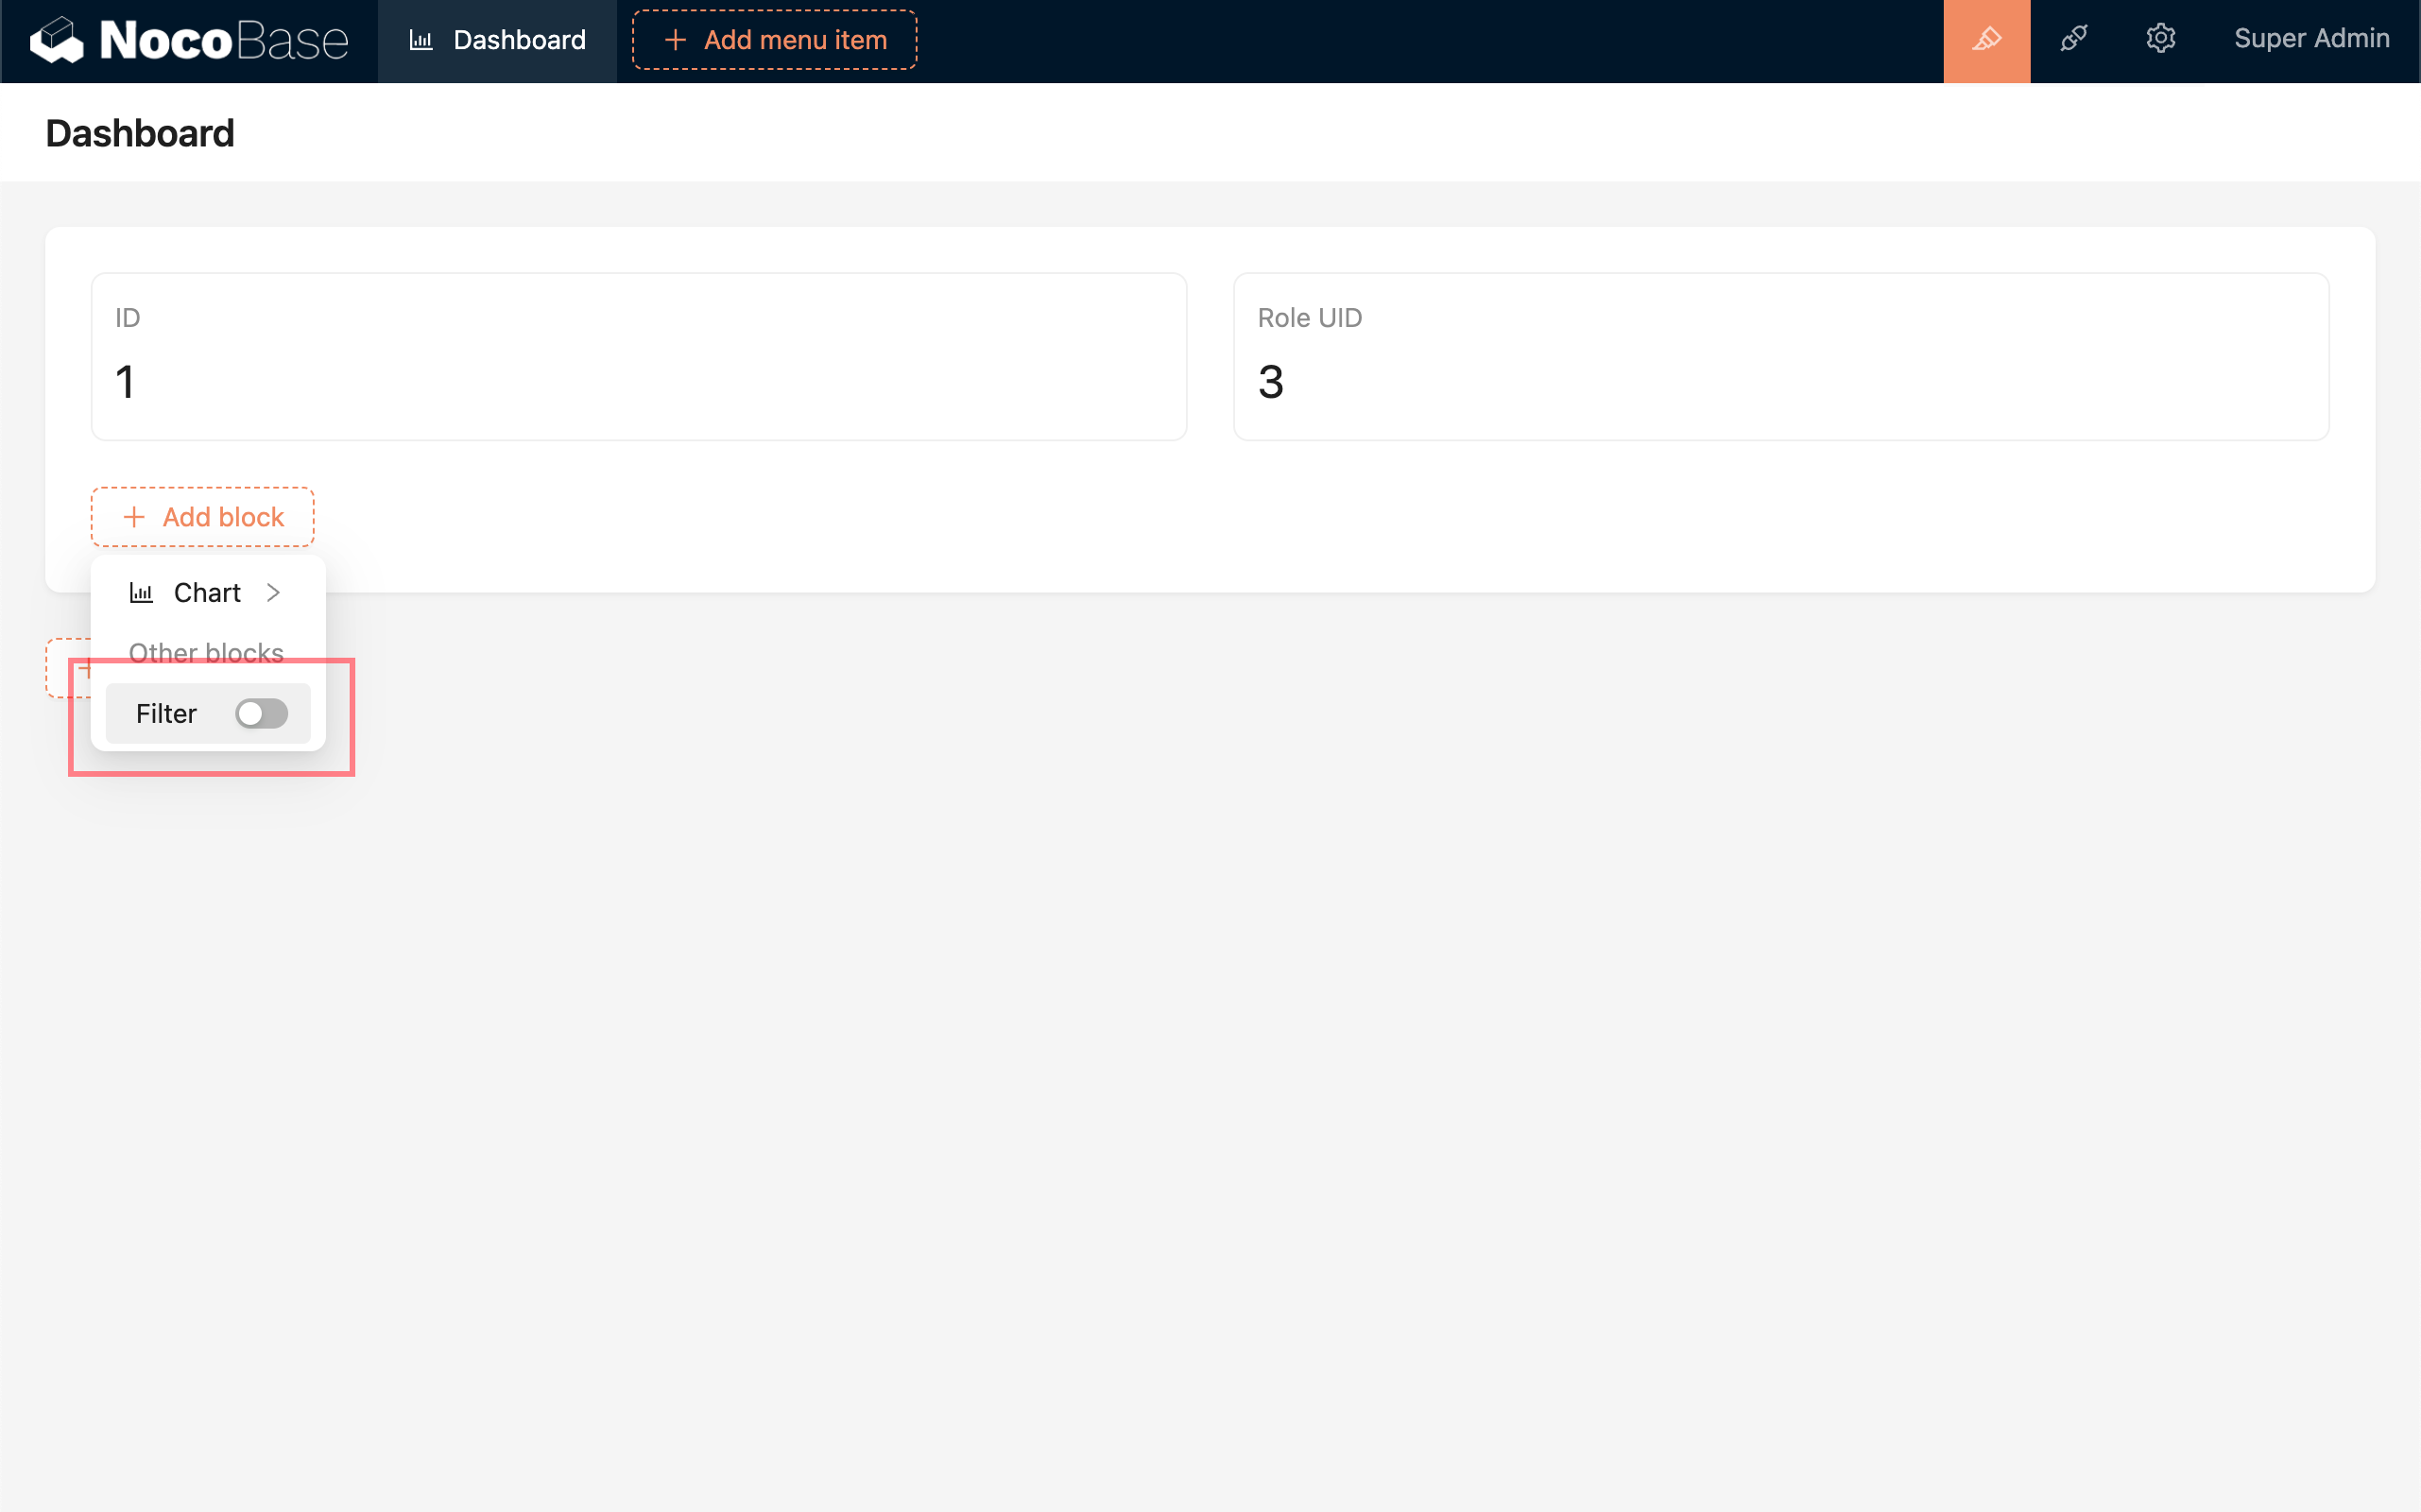 NocoBase
Dashboard
Add menu item
Super Admin
Dashboard
ID
1
Role UID
3
Add block
Chart
Other blocks
Filter